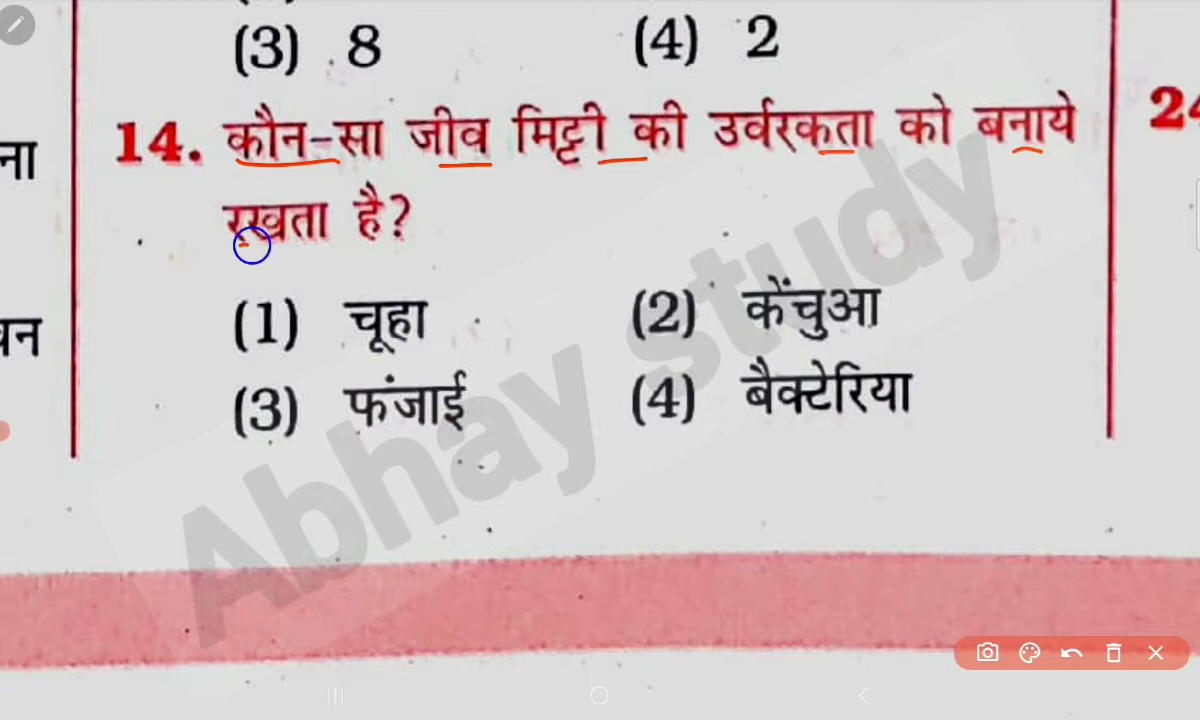 (3) 8 (4) 2
ना
14. कौन-सा जीव मिट्टी की उर्वरकता को बनाये
रखता है?
(1) चूहा (2) केंचुआ
(3) फंजाई (4) बैक्टेरिया
Abhay study